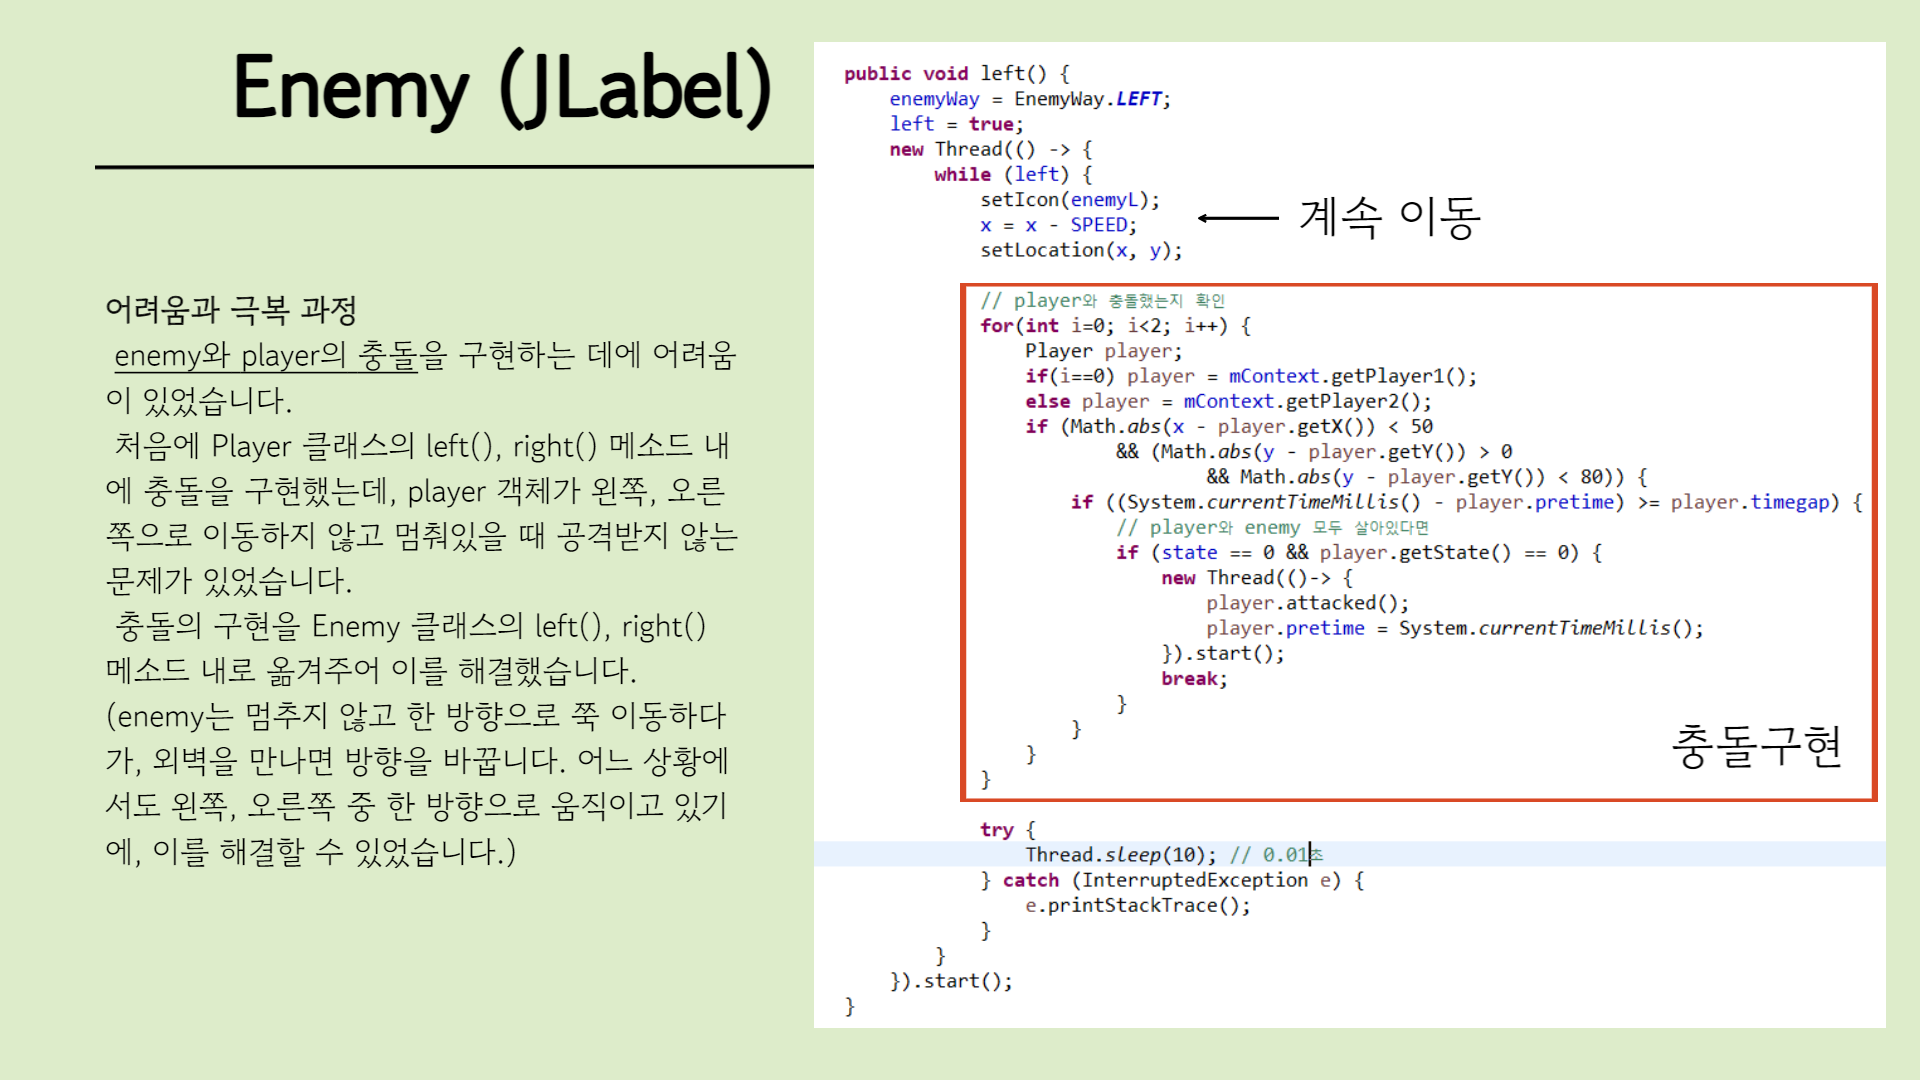 Enemy (JLabel)
어려움과 극복 과정
enemy와 player의 충돌을 구현하는 데에 어려움
이 있었습니다.
처음에 Player 클래스의 left(), right() 메소드 내
에 충돌을 구현했는데, player 객체가 왼쪽, 오른
쪽으로 이동하지 않고 멈춰있을 때 공격받지 않는
문제가 있었습니다.
충돌의 구현을 Enemy 클래스의 left(), right()
메소드 내로 옮겨주어 이를 해결했습니다.
(enemy는 멈추지 않고 한 방향으로 쭉 이동하다
가, 외벽을 만나면 방향을 바꿉니다. 어느 상황에
서도 왼쪽, 오른쪽 중 한 방향으로 움직이고 있기
에, 이를 해결할 수 있었습니다.)
public void left() {
enemyWay = EnemyWay.LEFT;
left = true;
new Thread(() -> {
while (left) {
setIcon(enemyL);
x = x - SPEED;
setLocation(x, y);
계속 이동
// player와 충돌했는지 확인
for(int i=0; i<2; i++) {
Player player;
if(i==0) player = mContext.getPlayer1();
else player = mContext.getPlayer2();
if (Math.abs(x - player.getX()) < 50
&& (Math.abs(y - player.getY()) > 0
&& Math.abs(y - player.getY()) < 80)) {
if ((System.currentTimeMillis() - player.pretime) >= player.timegap) {
// player와 enemy 모두 살아있다면
if (state == 0 && player.getState() == 0) {
new Thread(()-> {
player.attacked();
player.pretime = System.currentTimeMillis();
}).start();
break;
}
}
}
}
충돌구현
try {
Thread.sleep(10); // 0.01초
} catch (InterruptedException e) {
e.printStackTrace();
}
}
}).start();
}